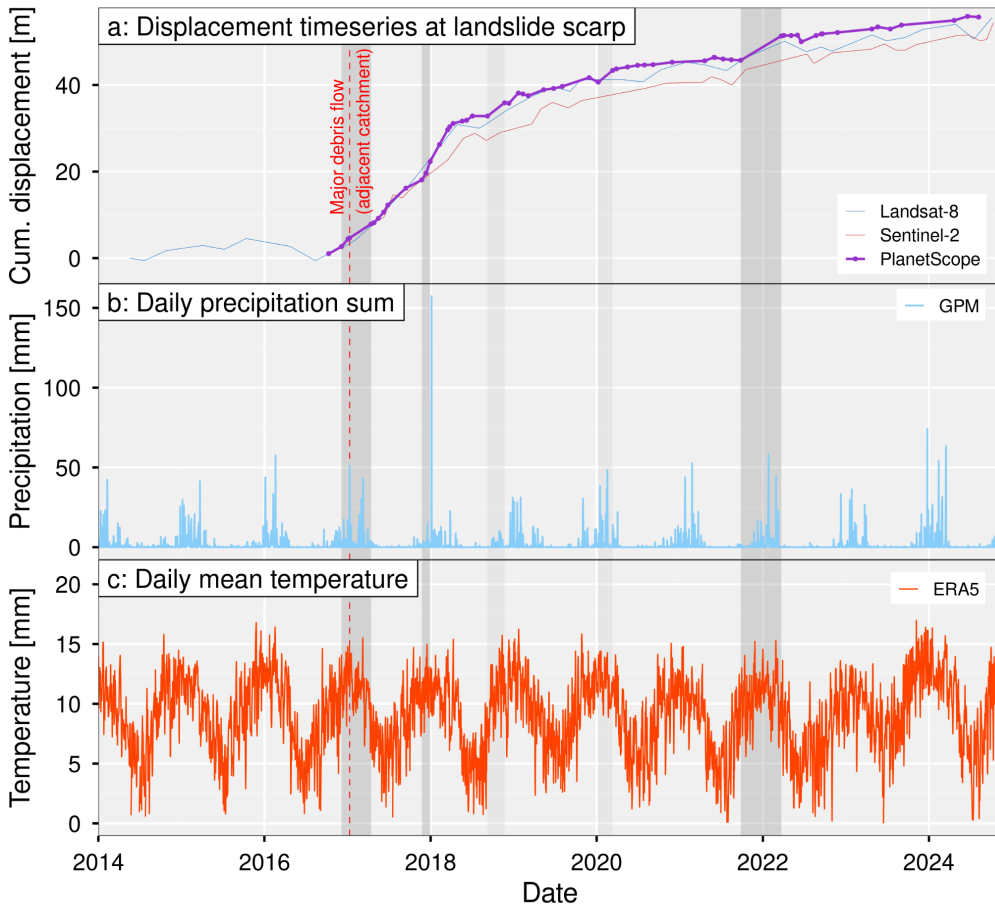 a: Displacement timeseries at landslide scarp
Cum. displacement [m]
40
20
0
Major debris flow
(adjacent catchment)
Landsat-8
Sentinel-2
PlanetScope
b: Daily precipitation sum
Precipitation [mm]
150
100
50
0
GPM
c: Daily mean temperature
Temperature [mm]
20
15
10
5
0
ERA5
2014
2016
2018
2020
2022
2024
Date